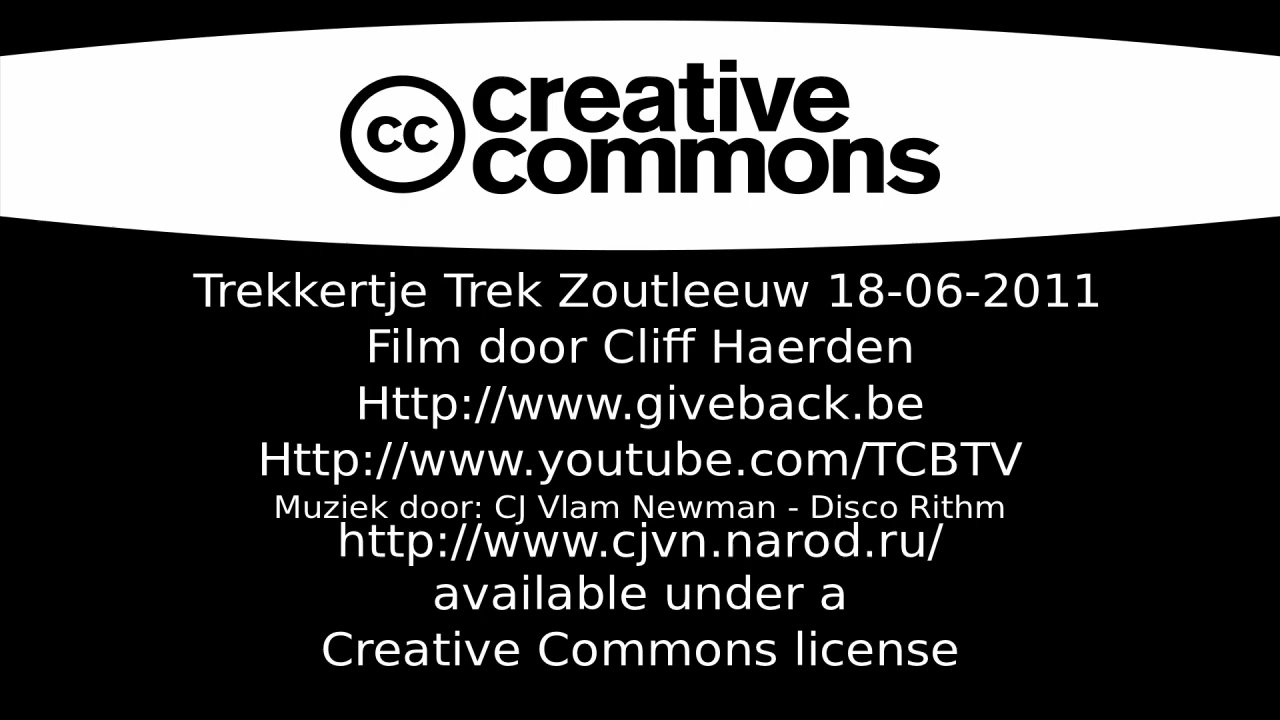 cc creative
commons
Trekkertje Trek Zoutleeuw 18-06-2011
Film door Cliff Haerden
Http://www.giveback.be
Http://www.youtube.com/TCBTV
Muziek door: CJ Vlam Newman - Disco Rithm
http://www.cjvn.narod.ru/
available under a
Creative Commons license